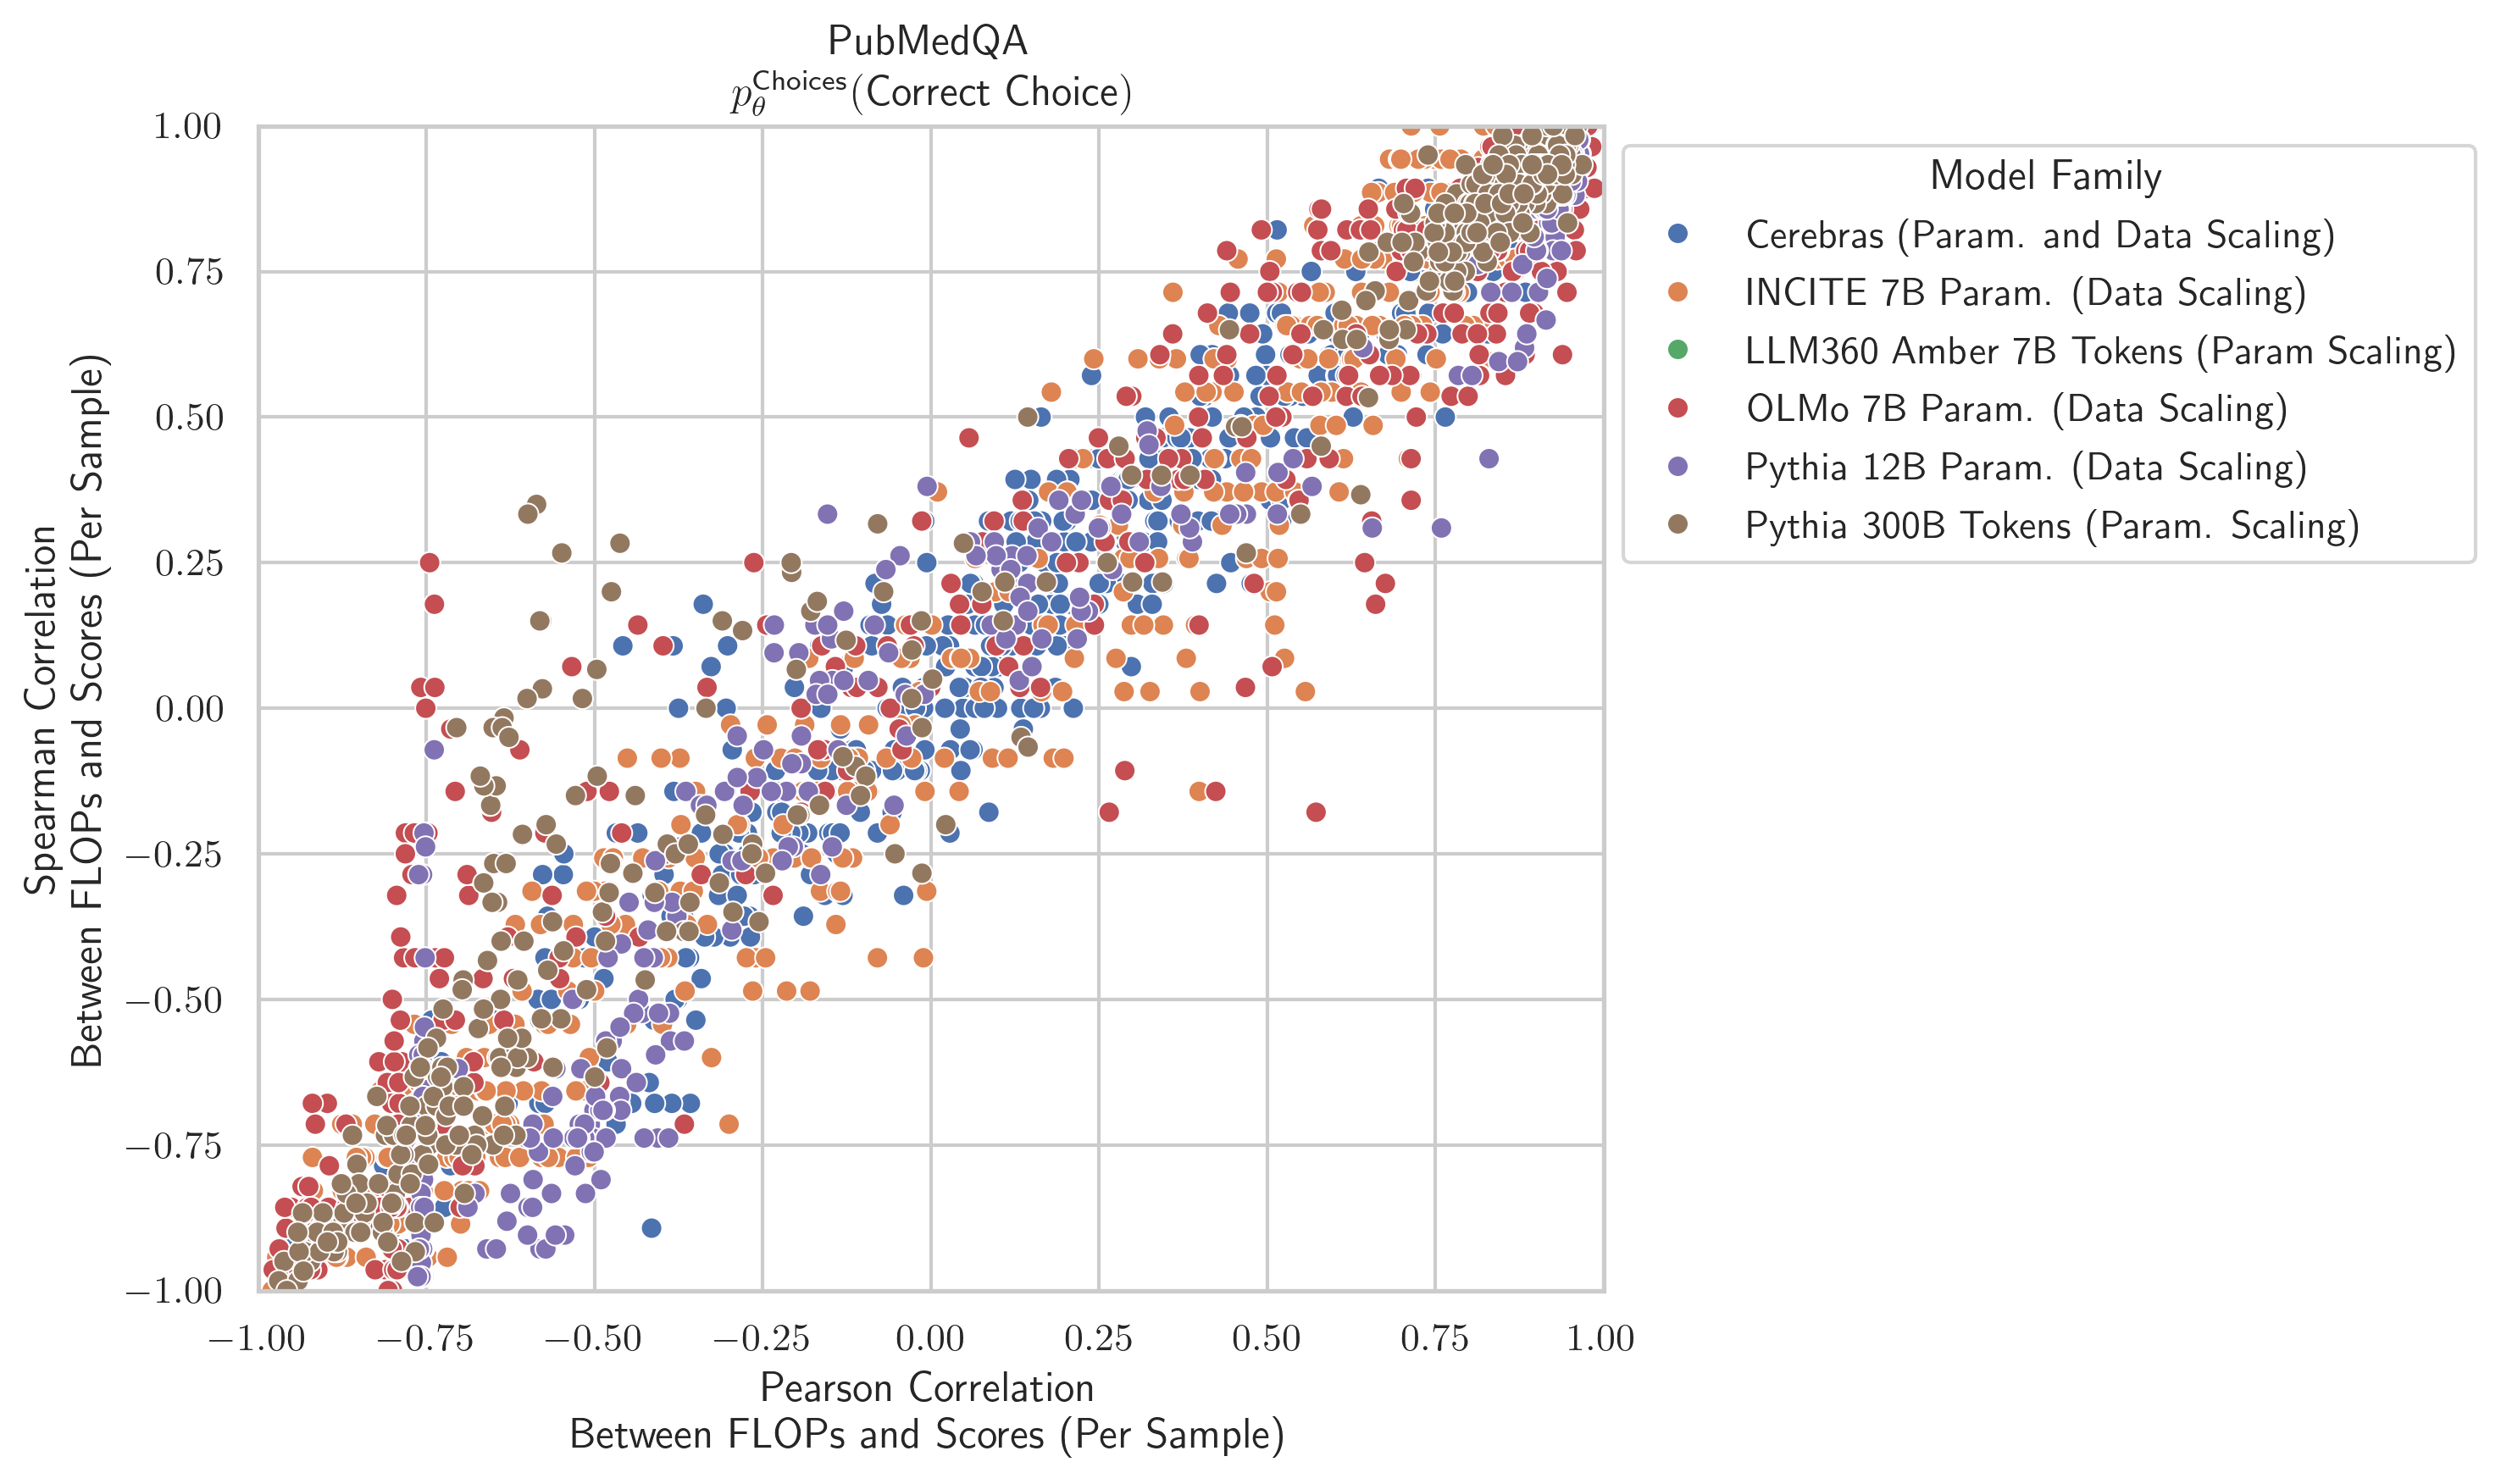 PubMedQA
p_θ^Choices(Correct Choice)
1.00
0.75
0.50
0.25
0.00
−0.25
−0.50
−0.75
−1.00
Spearman Correlation
Between FLOPs and Scores (Per Sample)
−1.00 −0.75 −0.50 −0.25 0.00 0.25 0.50 0.75 1.00
Pearson Correlation
Between FLOPs and Scores (Per Sample)
Model Family
Cerebras (Param. and Data Scaling)
INCITE 7B Param. (Data Scaling)
LLM360 Amber 7B Tokens (Param Scaling)
OLMo 7B Param. (Data Scaling)
Pythia 12B Param. (Data Scaling)
Pythia 300B Tokens (Param. Scaling)